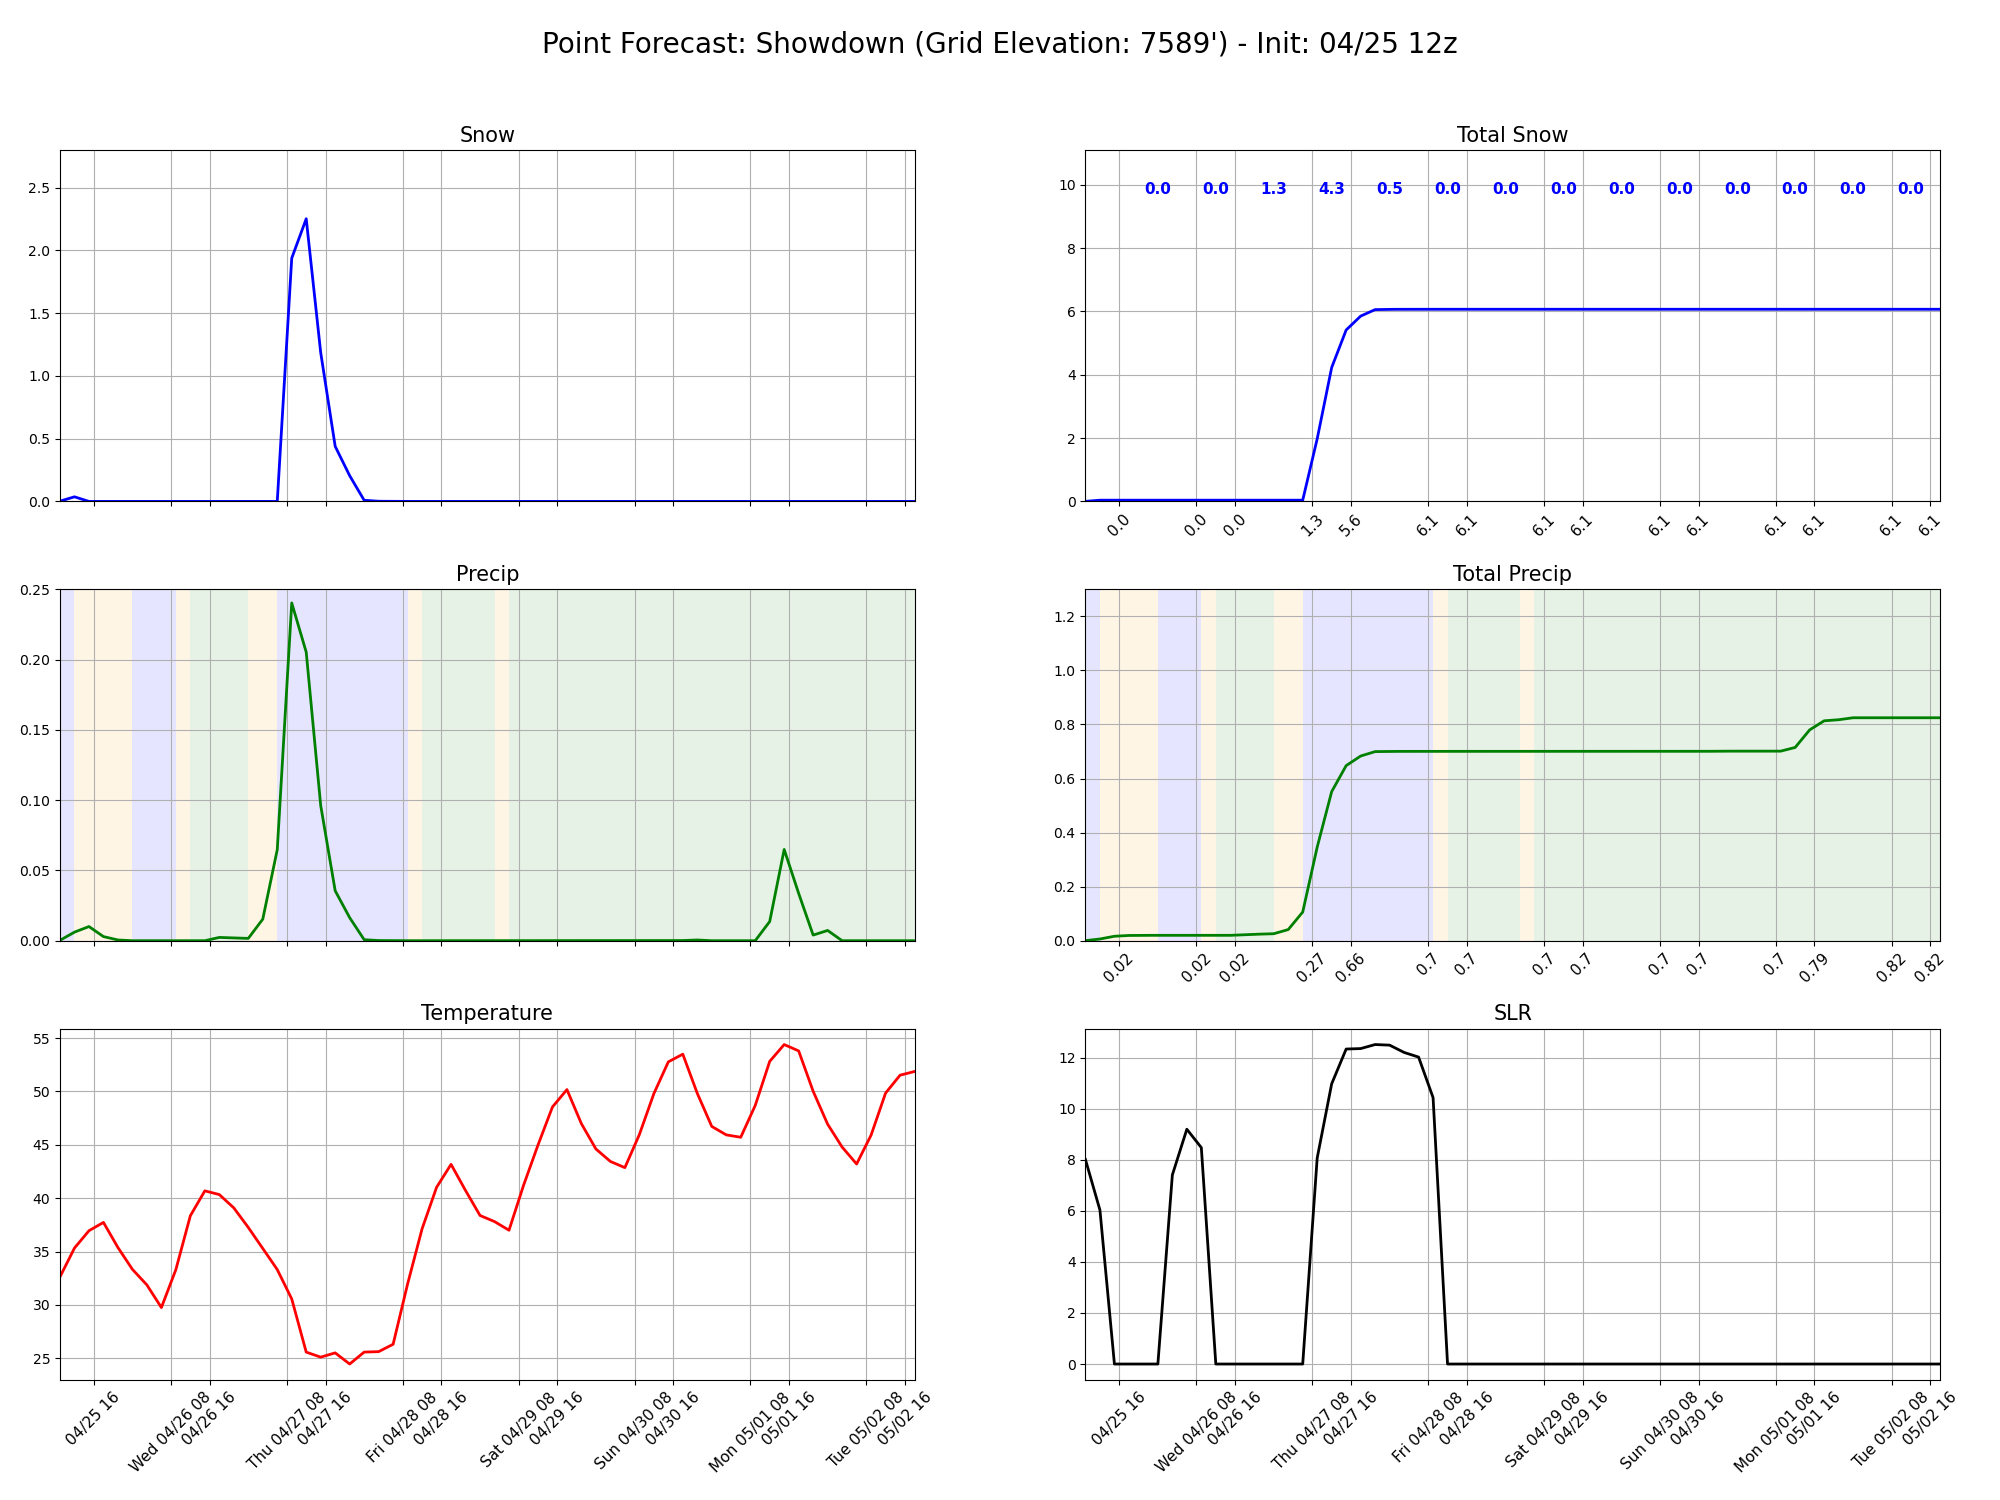 Point Forecast: Showdown (Grid Elevation: 7589') - Init: 04/25 12z
Snow
2.5
2.0
1.5
1.0
0.5
0.0
Total Snow
10
8
6
4
2
0
0.0 0.0 1.3 4.3 0.5 0.0 0.0 0.0 0.0 0.0 0.0 0.0 0.0 0.0
0.0 0.0 0.0 1.3 5.6 6.1 6.1 6.1 6.1 6.1 6.1 6.1 6.1 6.1 6.1
Precip
0.25
0.20
0.15
0.10
0.05
0.00
Total Precip
1.2
1.0
0.8
0.6
0.4
0.2
0.0
0.02 0.02 0.02 0.27 0.66 0.7 0.7 0.7 0.7 0.7 0.7 0.7 0.79 0.82 0.82
Temperature
55
50
45
40
35
30
25
04/25 16
Wed 04/26 08
04/26 16
Thu 04/27 08
04/27 16
Fri 04/28 08
04/28 16
Sat 04/29 08
04/29 16
Sun 04/30 08
04/30 16
Mon 05/01 08
05/01 16
Tue 05/02 08
05/02 16
SLR
12
10
8
6
4
2
0
04/25 16
Wed 04/26 08
04/26 16
Thu 04/27 08
04/27 16
Fri 04/28 08
04/28 16
Sat 04/29 08
04/29 16
Sun 04/30 08
04/30 16
Mon 05/01 08
05/01 16
Tue 05/02 08
05/02 16